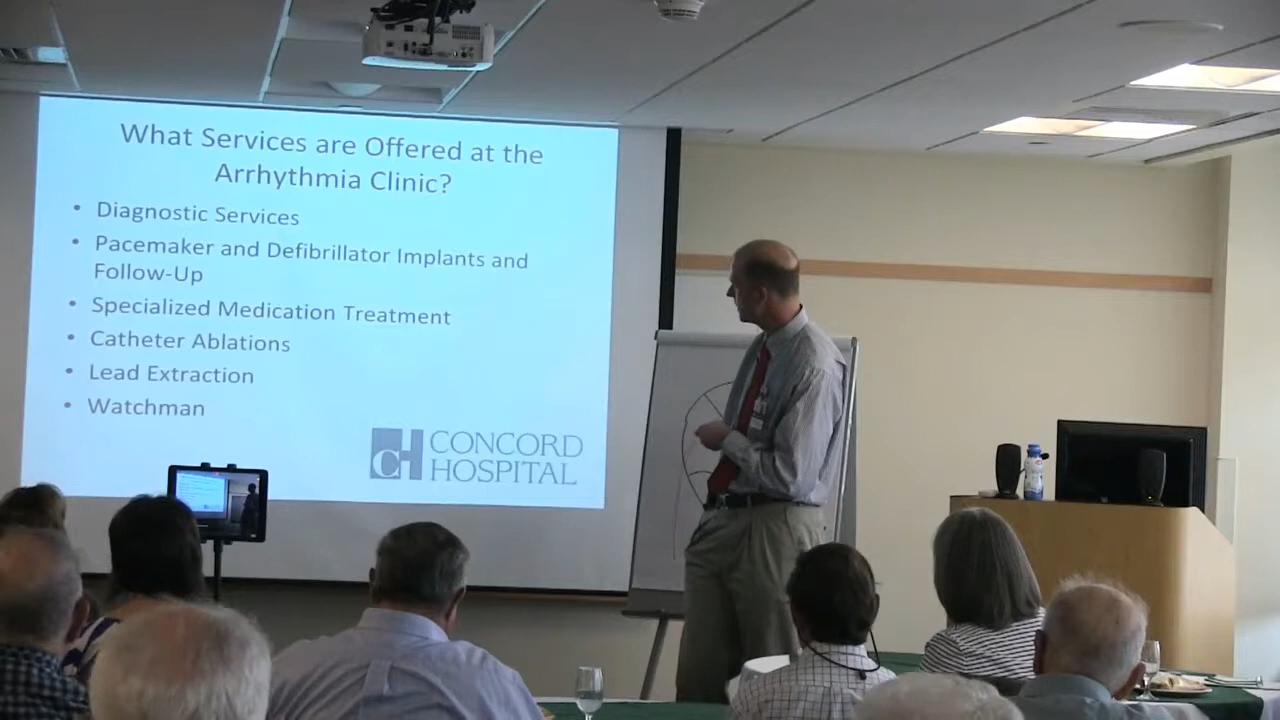 What Services are Offered at the
Arrhythmia Clinic?
• Diagnostic Services
• Pacemaker and Defibrillator Implants and
Follow-Up
• Specialized Medication Treatment
• Catheter Ablations
• Lead Extraction
• Watchman
CH CONCORD
HOSPITAL